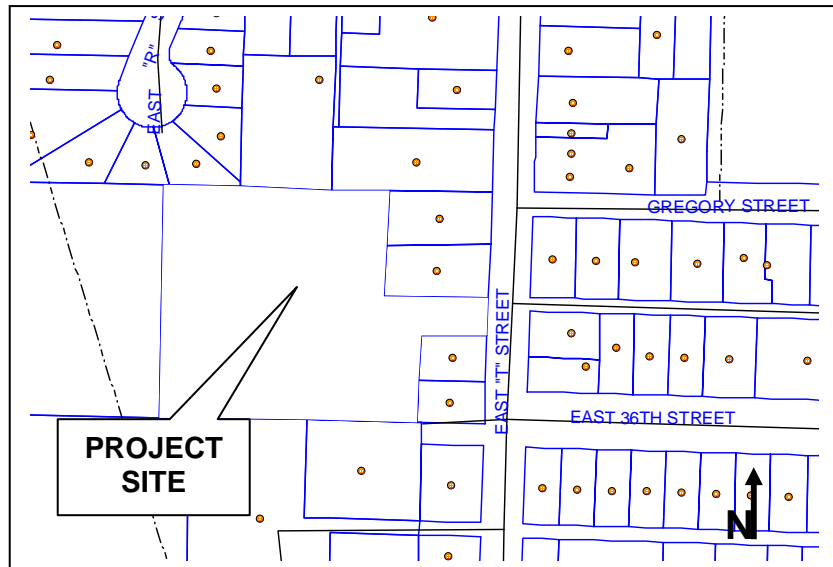 EAST "R"
GREGORY STREET
EAST "T" STREET
EAST 36TH STREET
PROJECT
SITE
N